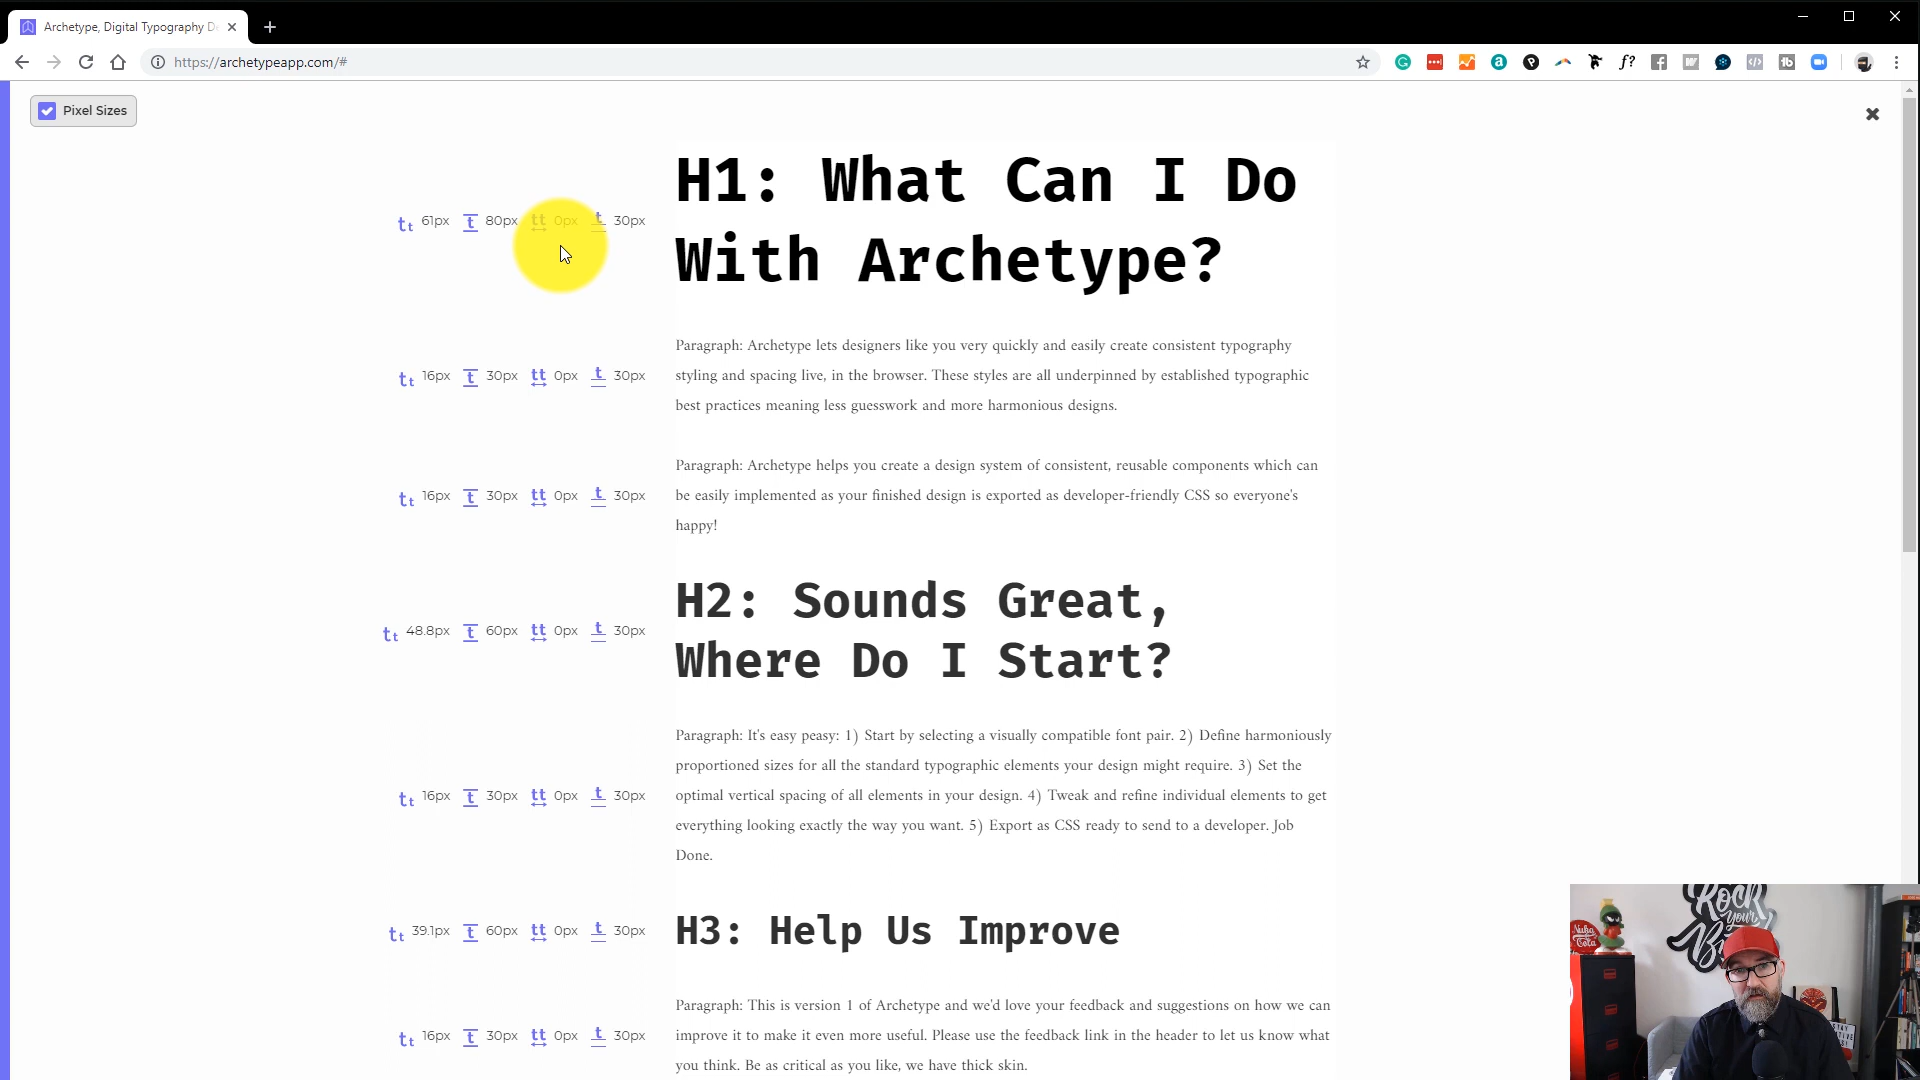 Archetype, Digital Typography De
https://archetypeapp.com/#
Pixel Sizes
H1: What Can I Do
With Archetype?
61px 80px 0px 30px
Paragraph: Archetype lets designers like you very quickly and easily create consistent typography
styling and spacing live, in the browser. These styles are all underpinned by established typographic
best practices meaning less guesswork and more harmonious designs.
16px 30px 0px 30px
Paragraph: Archetype helps you create a design system of consistent, reusable components which can
be easily implemented as your finished design is exported as developer-friendly CSS so everyone's
happy!
16px 30px 0px 30px
H2: Sounds Great,
Where Do I Start?
48.8px 60px 0px 30px
Paragraph: It's easy peasy: 1) Start by selecting a visually compatible font pair. 2) Define harmoniously
proportioned sizes for all the standard typographic elements your design might require. 3) Set the
optimal vertical spacing of all elements in your design. 4) Tweak and refine individual elements to get
everything looking exactly the way you want. 5) Export as CSS ready to send to a developer. Job
Done.
16px 30px 0px 30px
H3: Help Us Improve
39.1px 60px 0px 30px
Paragraph: This is version 1 of Archetype and we'd love your feedback and suggestions on how we can
improve it to make it even more useful. Please use the feedback link in the header to let us know what
you think. Be as critical as you like, we have thick skin.
16px 30px 0px 30px
Rock
Your
Nuka
Cola